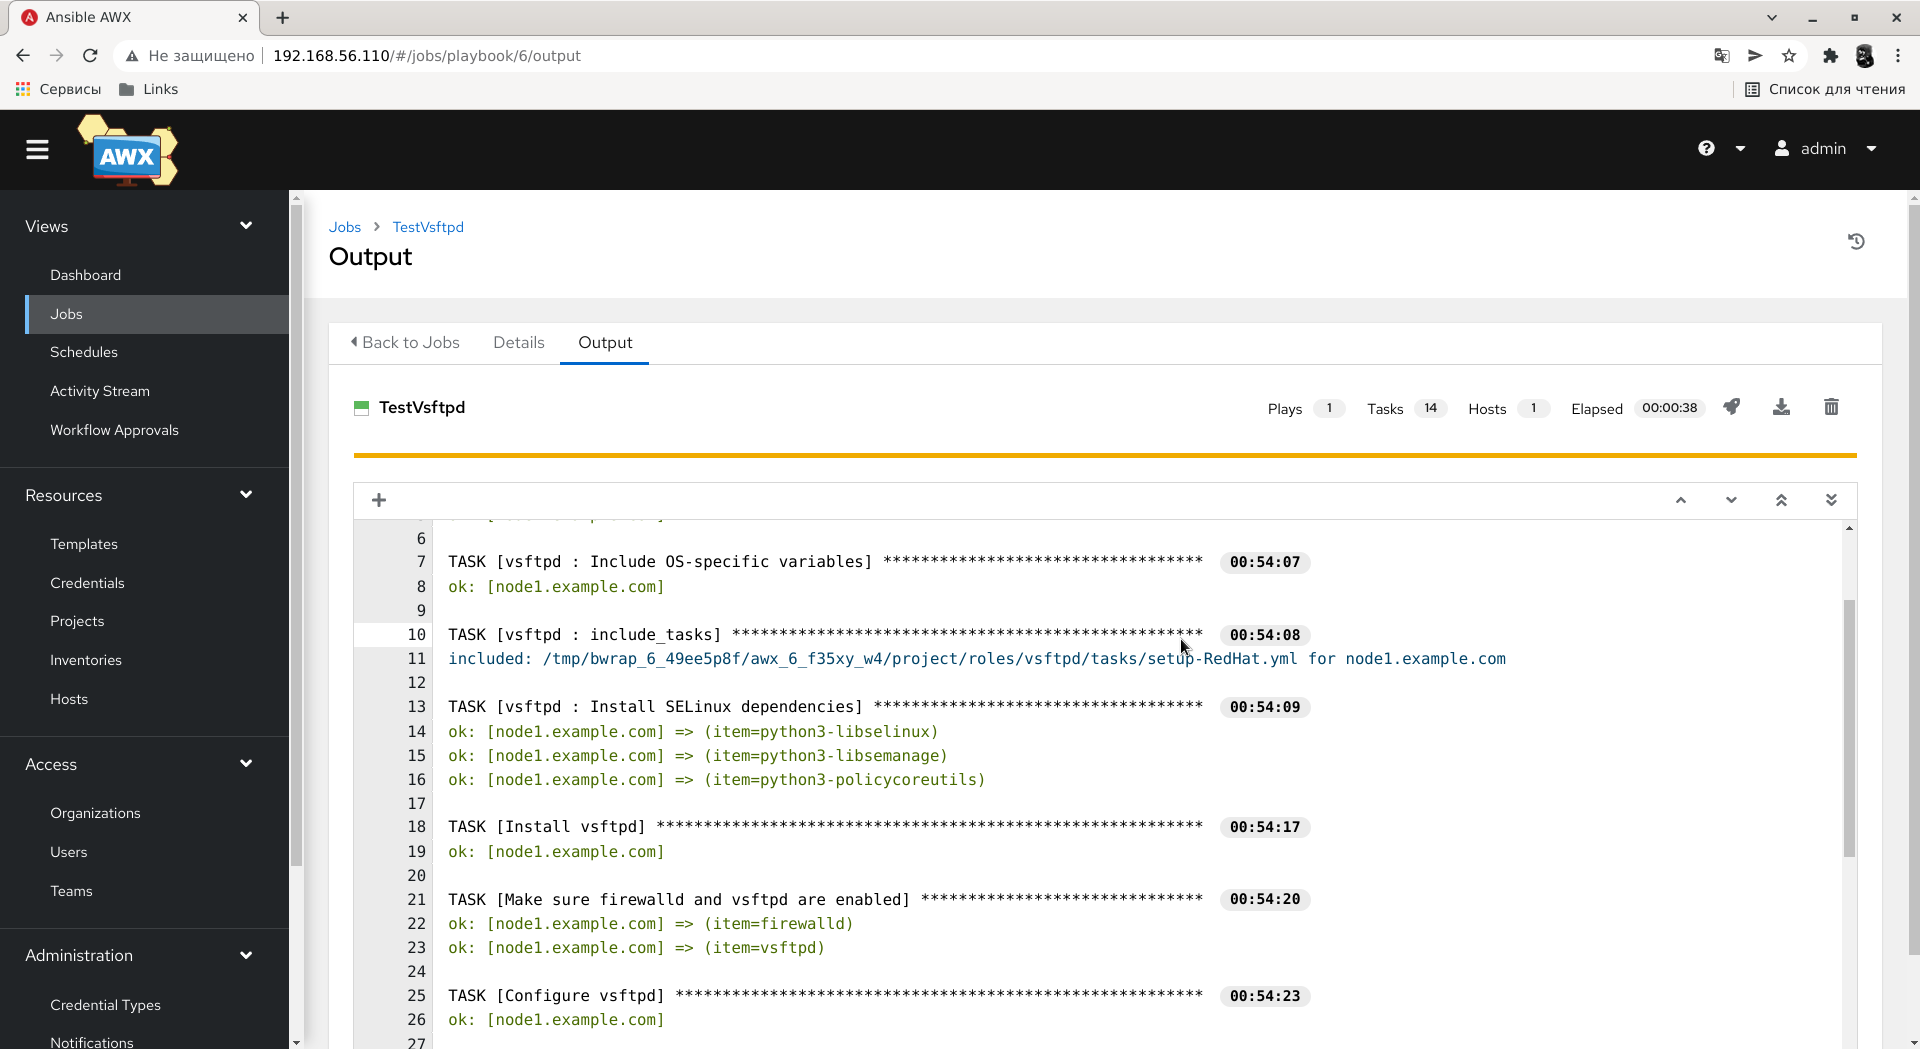 Ansible AWX
Не защищено 192.168.56.110/#/jobs/playbook/6/output
Сервисы Links Список для чтения
AWX
admin
Views
Dashboard
Jobs
Schedules
Activity Stream
Workflow Approvals
Resources
Templates
Credentials
Projects
Inventories
Hosts
Access
Organizations
Users
Teams
Administration
Credential Types
Notifications
Jobs > TestVsftpd
Output
Back to Jobs Details Output
TestVsftpd Plays 1 Tasks 14 Hosts 1 Elapsed 00:00:38
6
7 TASK [vsftpd : Include OS-specific variables] ********************************** 00:54:07
8 ok: [node1.example.com]
9
10 TASK [vsftpd : include_tasks] ************************************************** 00:54:08
11 included: /tmp/bwrap_6_49ee5p8f/awx_6_f35xy_w4/project/roles/vsftpd/tasks/setup-RedHat.yml for node1.example.com
12
13 TASK [vsftpd : Install SELinux dependencies] *********************************** 00:54:09
14 ok: [node1.example.com] => (item=python3-libselinux)
15 ok: [node1.example.com] => (item=python3-libsemanage)
16 ok: [node1.example.com] => (item=python3-policycoreutils)
17
18 TASK [Install vsftpd] ********************************************************** 00:54:17
19 ok: [node1.example.com]
20
21 TASK [Make sure firewalld and vsftpd are enabled] ****************************** 00:54:20
22 ok: [node1.example.com] => (item=firewalld)
23 ok: [node1.example.com] => (item=vsftpd)
24
25 TASK [Configure vsftpd] ******************************************************** 00:54:23
26 ok: [node1.example.com]
27